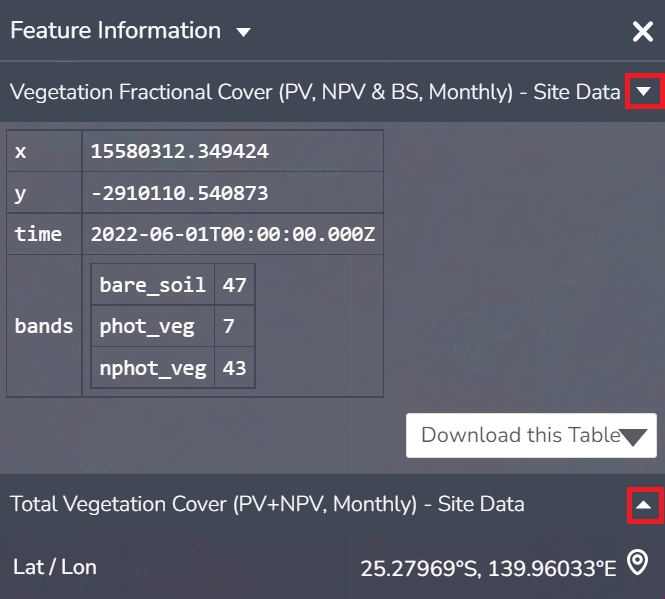 Feature Information
Vegetation Fractional Cover (PV, NPV & BS, Monthly) - Site Data
x 15580312.349424
y -2910110.540873
time 2022-06-01T00:00:00.000Z
bands
bare_soil 47
phot_veg 7
nphot_veg 43
Download this Table
Total Vegetation Cover (PV+NPV, Monthly) - Site Data
Lat / Lon 25.27969°S, 139.96033°E